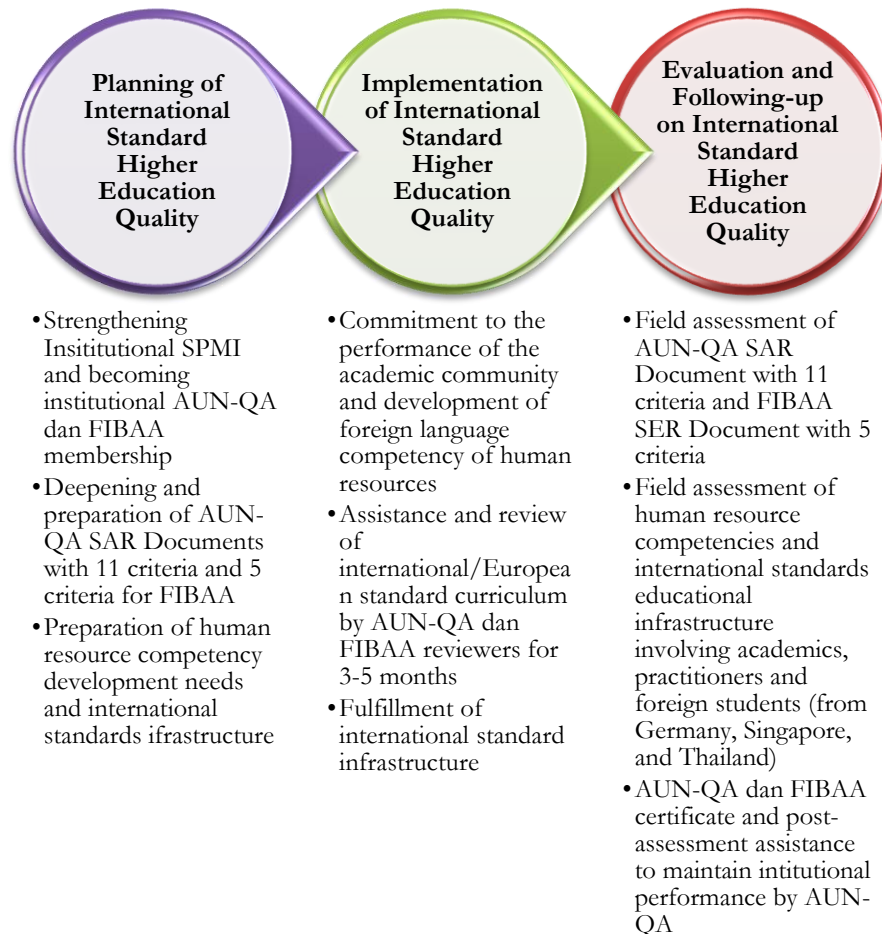 Planning of
International
Standard
Higher
Education
Quality
•Strengthening
Insititutional SPMI
and becoming
institutional AUN-QA
dan FIBAA
membership
•Deepening and
preparation of AUN-
QA SAR Documents
with 11 criteria and 5
criteria for FIBAA
•Preparation of human
resource competency
development needs
and international
standards ifrastructure
Implementation
of International
Standard
Higher
Education
Quality
•Commitment to the
performance of the
academic community
and development of
foreign language
competency of human
resources
•Assistance and review
of
international/Europea
n standard curriculum
by AUN-QA dan
FIBAA reviewers for
3-5 months
•Fulfillment of
international standard
infrastructure
Evaluation and
Following-up
on International
Standard
Higher
Education
Quality
•Field assessment of
AUN-QA SAR
Document with 11
criteria and FIBAA
SER Document with 5
criteria
•Field assessment of
human resource
competencies and
international standards
educational
infrastructure
involving academics,
practitioners and
foreign students (from
Germany, Singapore,
and Thailand)
•AUN-QA dan FIBAA
certificate and post-
assessment assistance
to maintain intitutional
performance by AUN-
QA